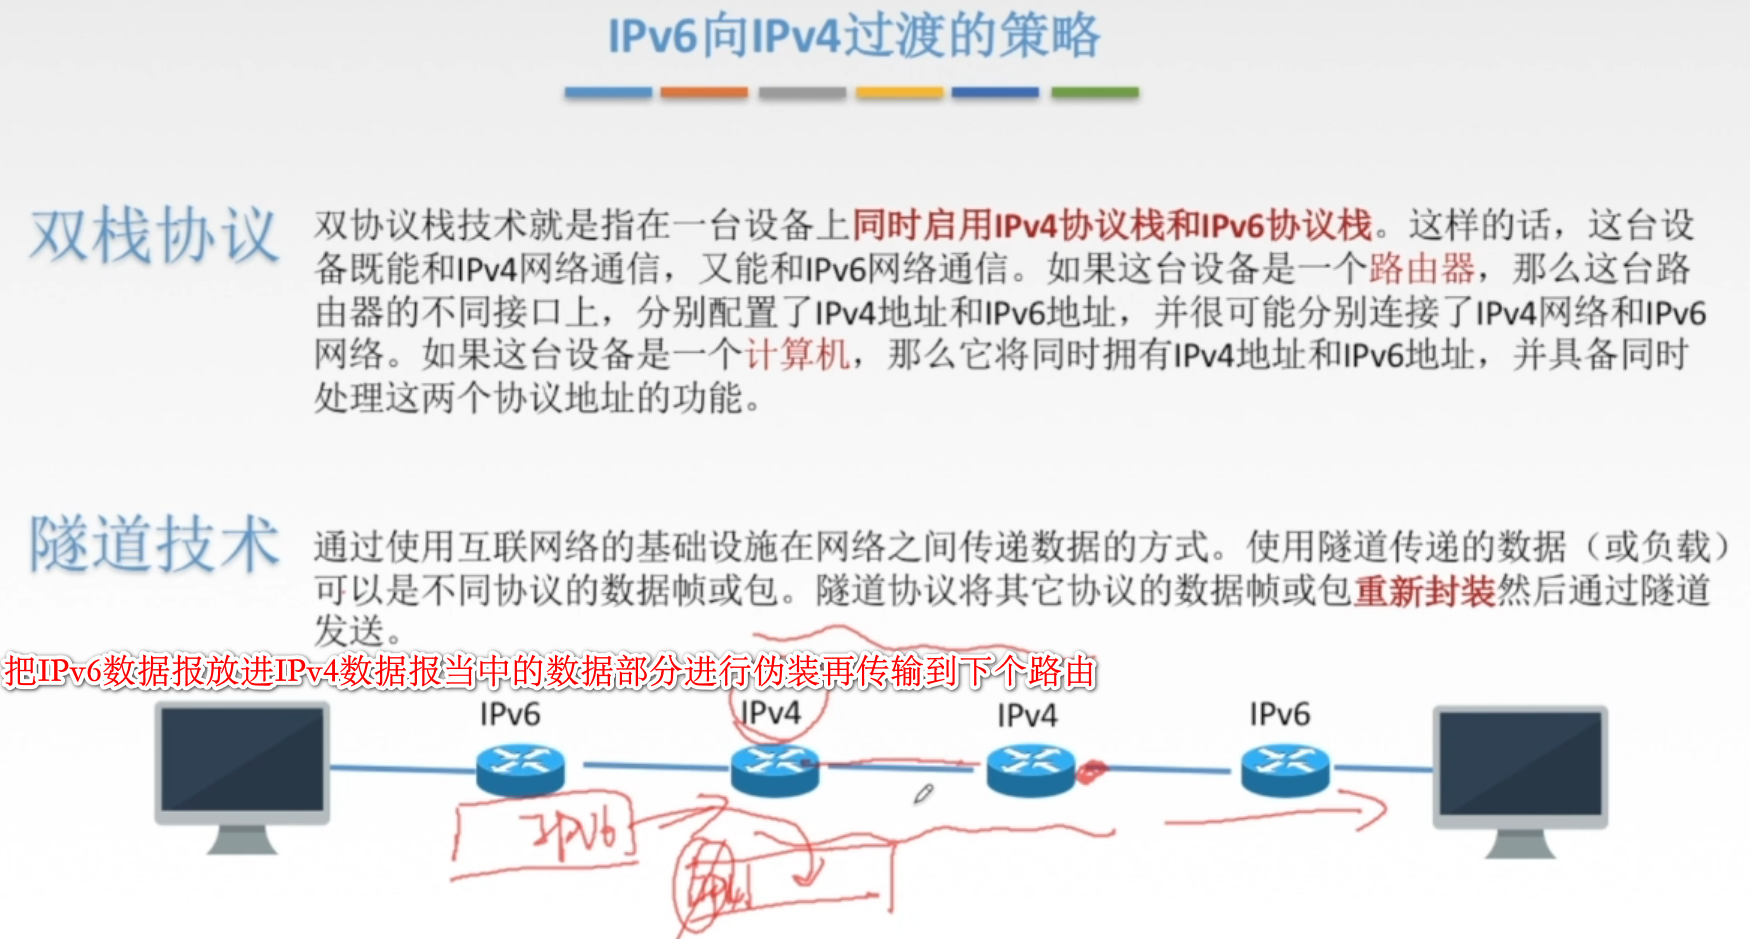 IPv6向IPv4过渡的策略
双栈协议
双协议栈技术就是指在一台设备上同时启用IPv4协议栈和IPv6协议栈。这样的话，这台设
备既能和IPv4网络通信，又能和IPv6网络通信。如果这台设备是一个路由器，那么这台路
由器的不同接口上，分别配置了IPv4地址和IPv6地址，并很可能分别连接了IPv4网络和IPv6
网络。如果这台设备是一个计算机，那么它将同时拥有IPv4地址和IPv6地址，并具备同时
处理这两个协议地址的功能。
隧道技术
通过使用互联网络的基础设施在网络之间传递数据的方式。使用隧道传递的数据（或负载）
可以是不同协议的数据帧或包。隧道协议将其它协议的数据帧或包重新封装然后通过隧道
发送。
把IPv6数据报放进IPv4数据报当中的数据部分进行伪装再传输到下个路由
IPv6
IPv4
IPv4
IPv6
IPV6